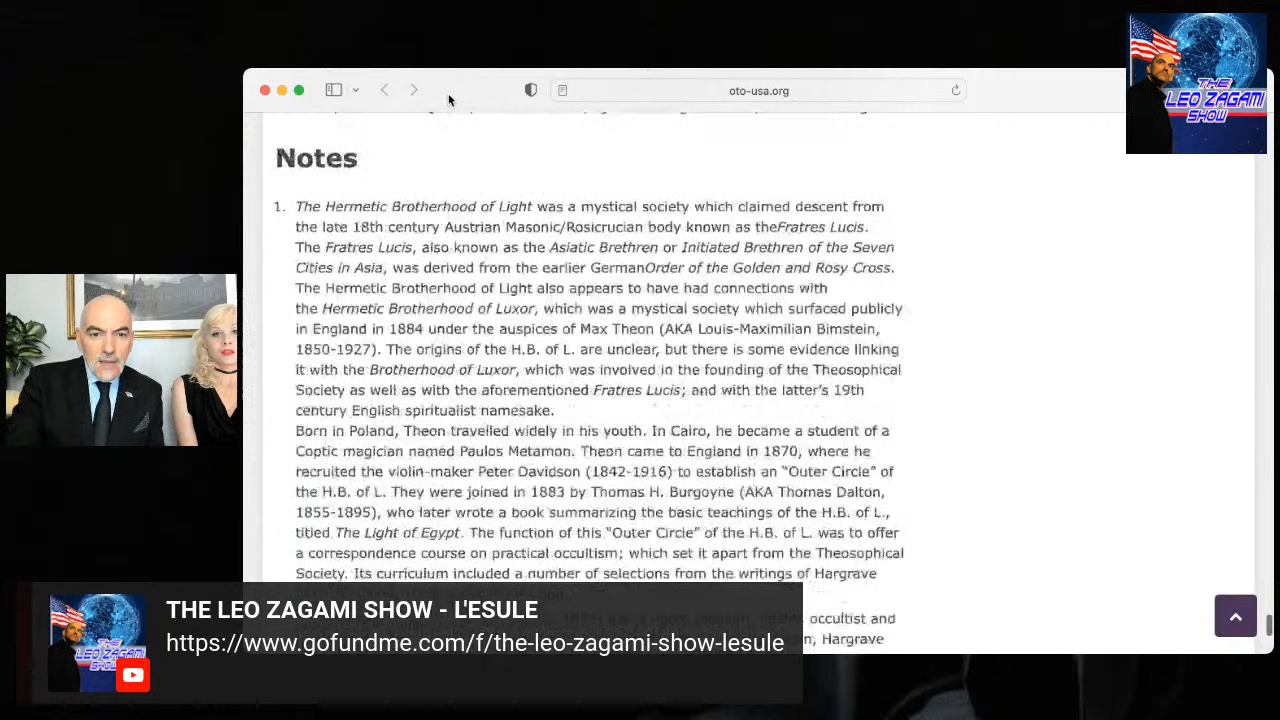 oto-usa.org
THE
LEO ZAGAMI
SHOW
Notes
1. The Hermetic Brotherhood of Light was a mystical society which claimed descent from
the late 18th century Austrian Masonic/Rosicrucian body known as theFratres Lucis.
The Fratres Lucis, also known as the Asiatic Brethren or Initiated Brethren of the Seven
Cities in Asia, was derived from the earlier GermanOrder of the Golden and Rosy Cross.
The Hermetic Brotherhood of Light also appears to have had connections with
the Hermetic Brotherhood of Luxor, which was a mystical society which surfaced publicly
in England in 1884 under the auspices of Max Theon (AKA Louis-Maximilian Bimstein,
1850-1927). The origins of the H.B. of L. are unclear, but there is some evidence linking
it with the Brotherhood of Luxor, which was involved in the founding of the Theosophical
Society as well as with the aforementioned Fratres Lucis; and with the latter's 19th
century English spiritualist namesake.
Born in Poland, Theon travelled widely in his youth. In Cairo, he became a student of a
Coptic magician named Paulos Metamon. Theon came to England in 1870, where he
recruited the violin-maker Peter Davidson (1842-1916) to establish an "Outer Circle" of
the H.B. of L. They were joined in 1883 by Thomas H. Burgoyne (AKA Thomas Dalton,
1855-1895), who later wrote a book summarizing the basic teachings of the H.B. of L.,
titled The Light of Egypt. The function of this "Outer Circle" of the H.B. of L. was to offer
a correspondence course on practical occultism; which set it apart from the Theosophical
Society. Its curriculum included a number of selections from the writings of Hargrave
occultist and
Hargrave
THE
LEO ZAGAMI
THE LEO ZAGAMI SHOW - L'ESULE
https://www.gofundme.com/f/the-leo-zagami-show-lesule